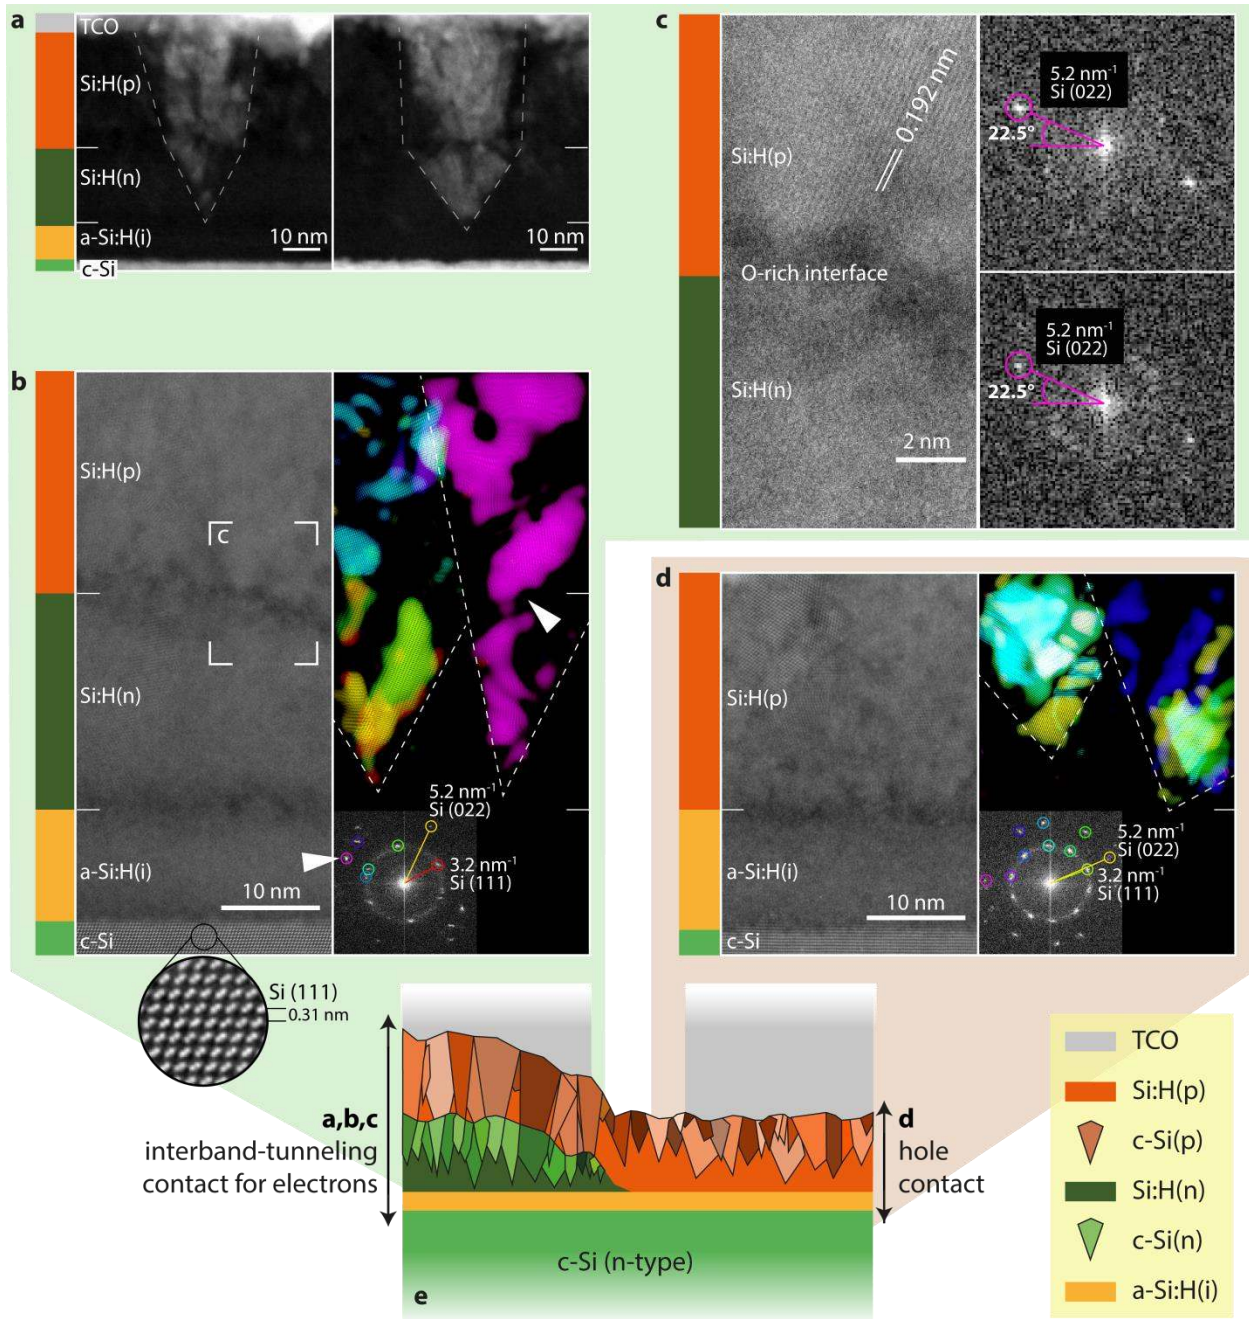 a
TCO
Si:H(p)
Si:H(n)
a-Si:H(i)
c-Si
10 nm
10 nm
b
Si:H(p)
c
Si:H(n)
a-Si:H(i)
c-Si
10 nm
5.2 nm⁻¹
Si (022)
3.2 nm⁻¹
Si (111)
Si (111)
0.31 nm
c
Si:H(p)
0.192 nm
O-rich interface
Si:H(n)
2 nm
5.2 nm⁻¹
Si (022)
22.5°
5.2 nm⁻¹
Si (022)
22.5°
d
Si:H(p)
a-Si:H(i)
c-Si
10 nm
5.2 nm⁻¹
Si (022)
3.2 nm⁻¹
Si (111)
a,b,c
interband-tunneling
contact for electrons
d
hole
contact
c-Si (n-type)
e
TCO
Si:H(p)
c-Si(p)
Si:H(n)
c-Si(n)
a-Si:H(i)